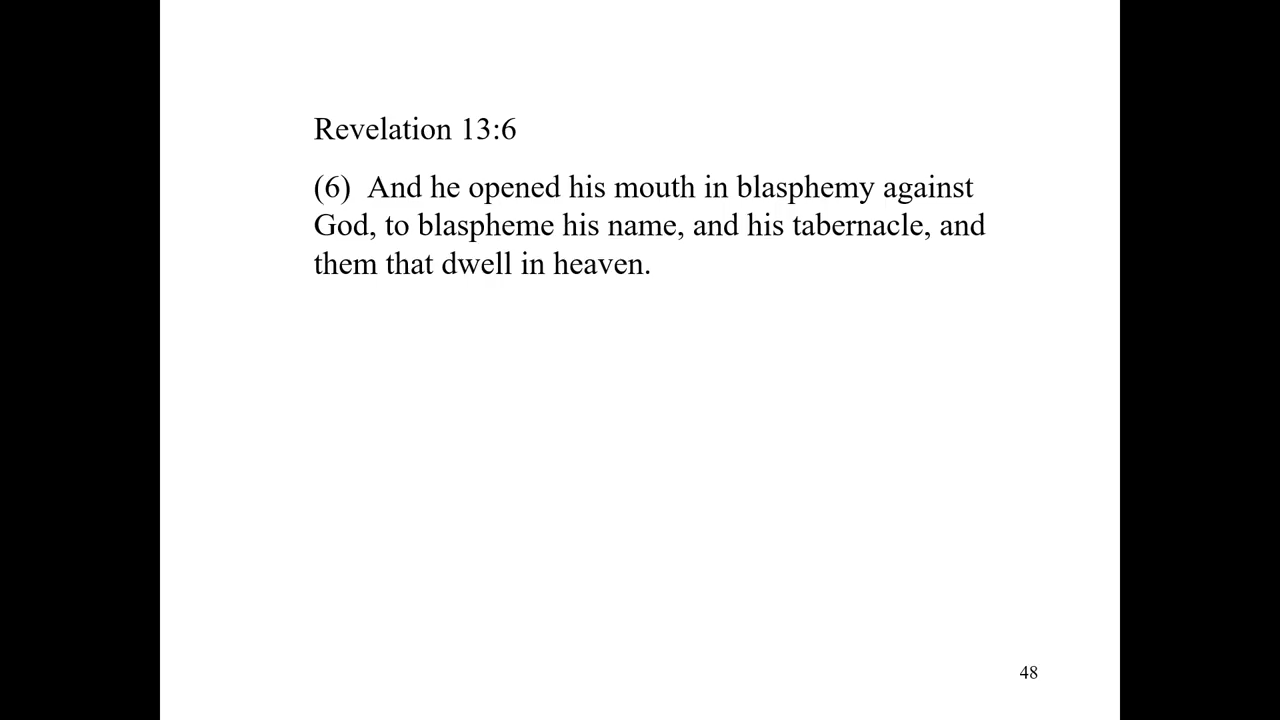 Revelation 13:6
(6)  And he opened his mouth in blasphemy against
God, to blaspheme his name, and his tabernacle, and
them that dwell in heaven.
48